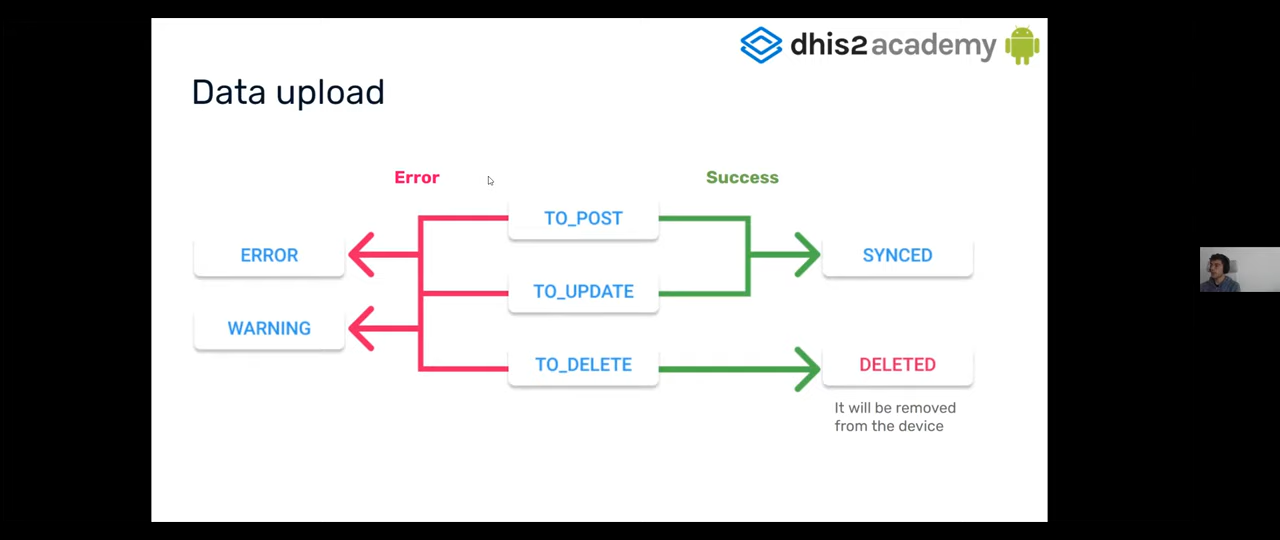 dhis2 academy
Data upload
Error
Success
TO_POST
ERROR
SYNCED
TO_UPDATE
WARNING
TO_DELETE
DELETED
It will be removed
from the device